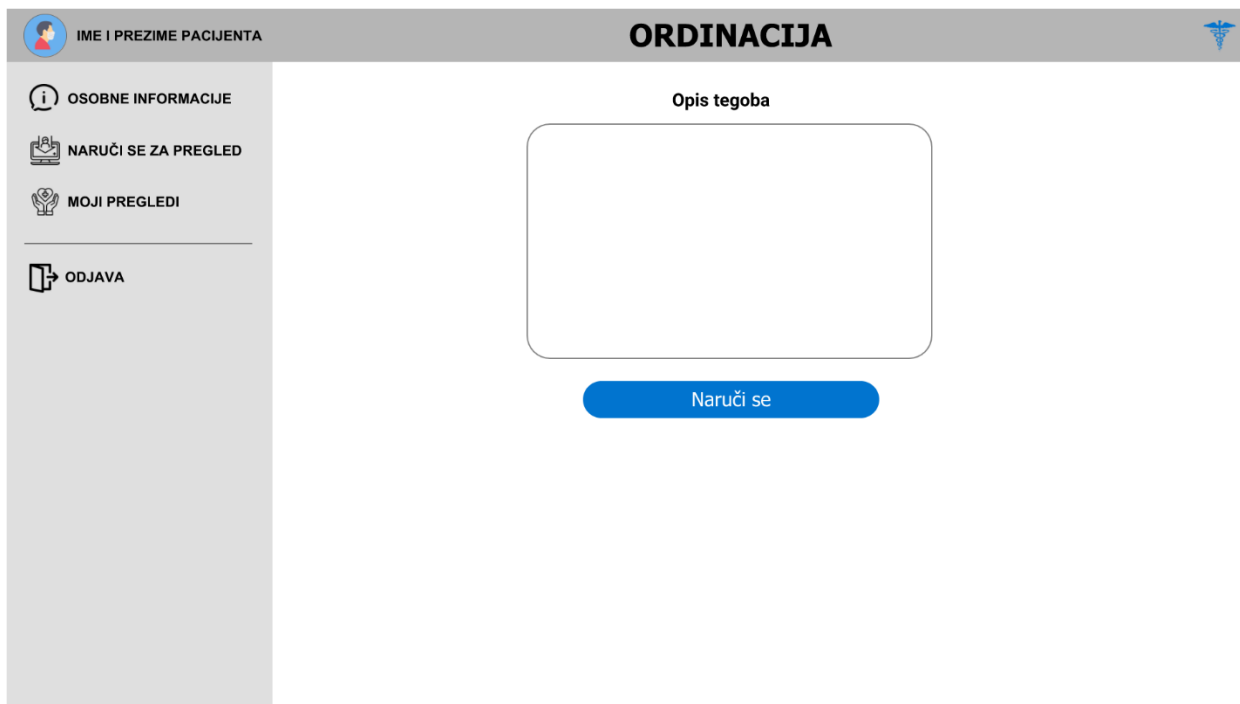 IME I PREZIME PACIJENTA
ORDINACIJA
OSOBNE INFORMACIJE
NARUČI SE ZA PREGLED
MOJI PREGLEDI
ODJAVA
Opis tegoba
Naruči se